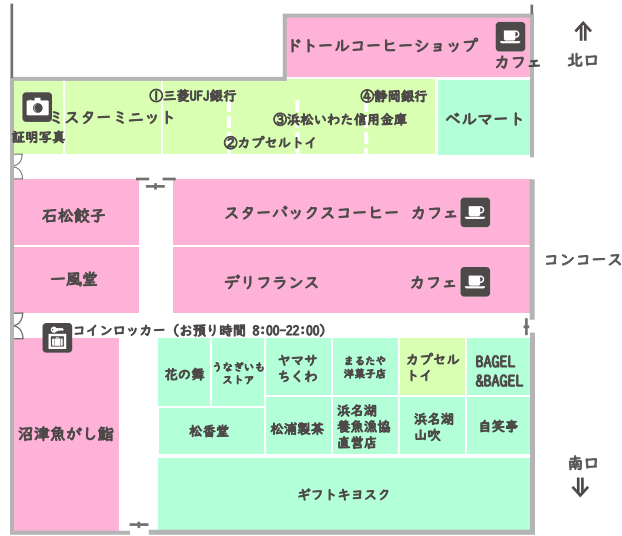 ドトールコーヒーショップ
カフェ
北口
①三菱UFJ銀行
④静岡銀行
ミスターミニット
③浜松いわた信用金庫
ベルマート
証明写真
②カプセルトイ
石松餃子
スターバックスコーヒー カフェ
コンコース
一風堂
デリフランス カフェ
コインロッカー (お預り時間 8:00-22:00)
花の舞
うなぎいも
ストア
ヤマサ
ちくわ
まるたや
洋菓子店
カプセル
トイ
BAGEL
&BAGEL
沼津魚がし鮨
松香堂
松浦製茶
浜名湖
養魚漁協
直営店
浜名湖
山吹
自笑亭
南口
ギフトキヨスク